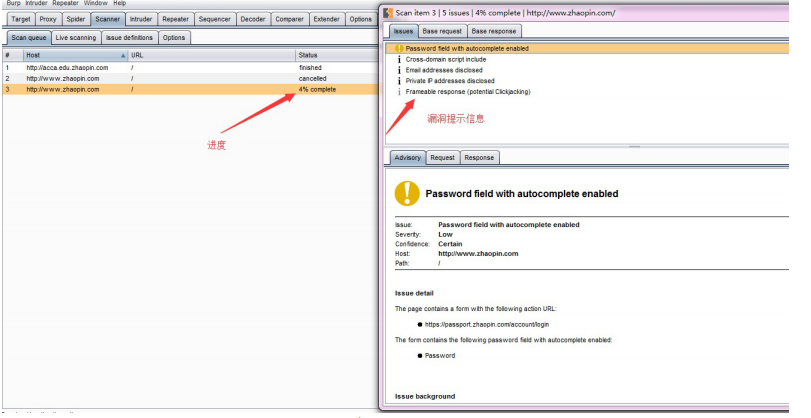 Burp Intruder Repeater Window Help
Target Proxy Spider Scanner Intruder Repeater Sequencer Decoder Comparer Extender Options
Scan queue Live scanning Issue definitions Options
# Host URL Status
1 http://acca.edu.zhaopin.com / finished
2 http://www.zhaopin.com / cancelled
3 http://www.zhaopin.com / 4% complete
进度
Scan item 3 | 5 issues | 4% complete | http://www.zhaopin.com/
Issues Base request Base response
Password field with autocomplete enabled
Cross-domain script include
Email addresses disclosed
Private IP addresses disclosed
Frameable response (potential Clickjacking)
漏洞提示信息
Advisory Request Response
Password field with autocomplete enabled
Issue: Password field with autocomplete enabled
Severity: Low
Confidence: Certain
Host: http://www.zhaopin.com
Path: /
Issue detail
The page contains a form with the following action URL:
● https://passport.zhaopin.com/account/login
The form contains the following password field with autocomplete enabled:
● Password
Issue background